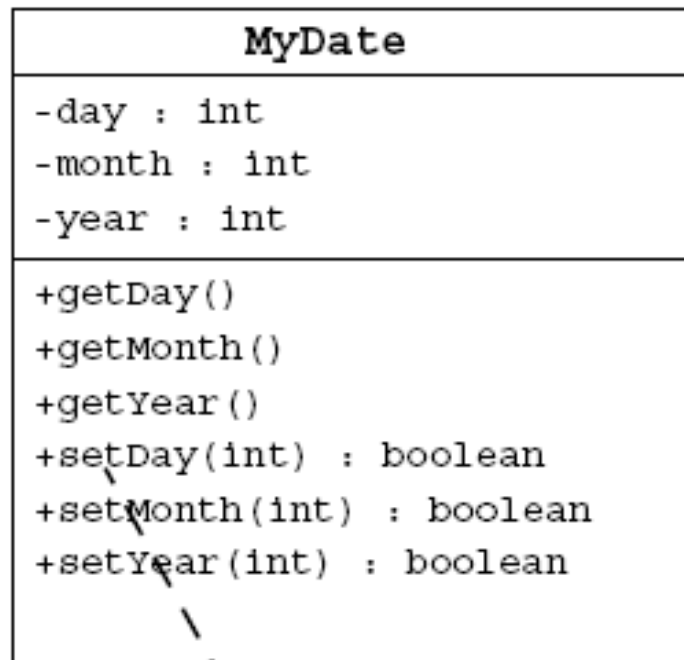 MyDate
-day : int
-month : int
-year : int
+getDay()
+getMonth()
+getYear()
+setDay(int) : boolean
+setMonth(int) : boolean
+setYear(int) : boolean